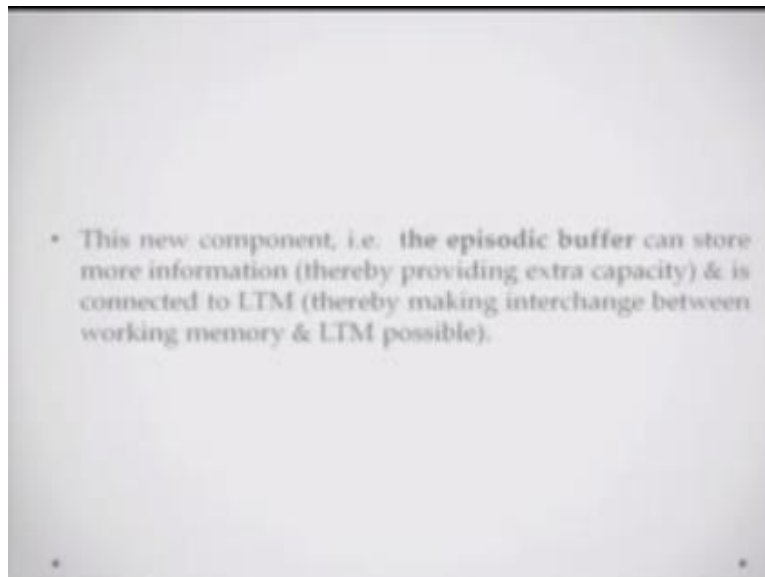 • This new component, i.e. the episodic buffer can store
more information (thereby providing extra capacity) & is
connected to LTM (thereby making interchange between
working memory & LTM possible).